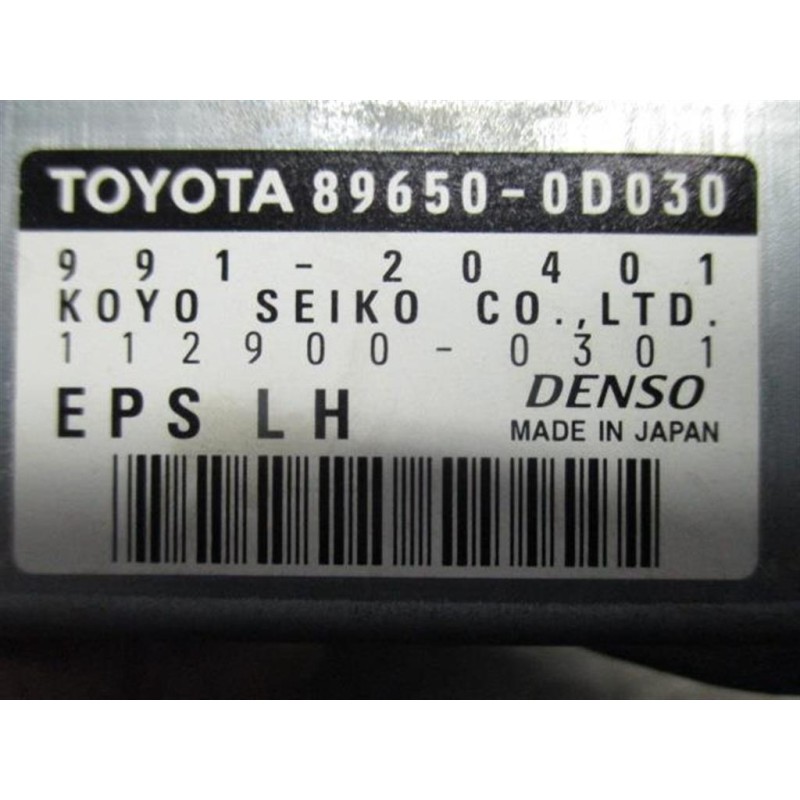 TOYOTA 89650-0D030
991-20401
KOYO SEIKO CO.,LTD.
112900-0301
EPS LH
DENSO
MADE IN JAPAN